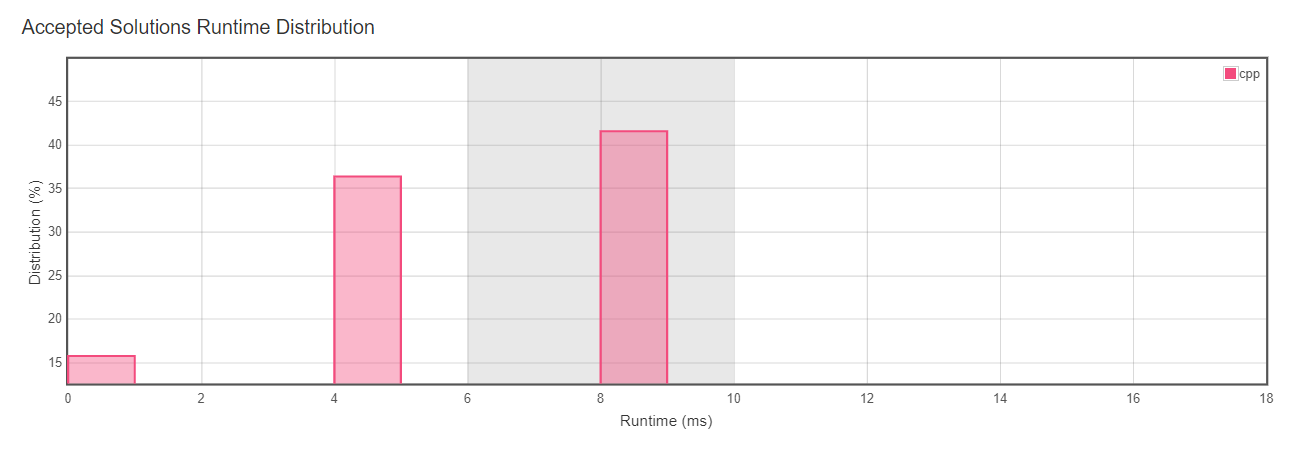 Accepted Solutions Runtime Distribution
cpp
Distribution (%)
45
40
35
30
25
20
15
0 2 4 6 8 10 12 14 16 18
Runtime (ms)